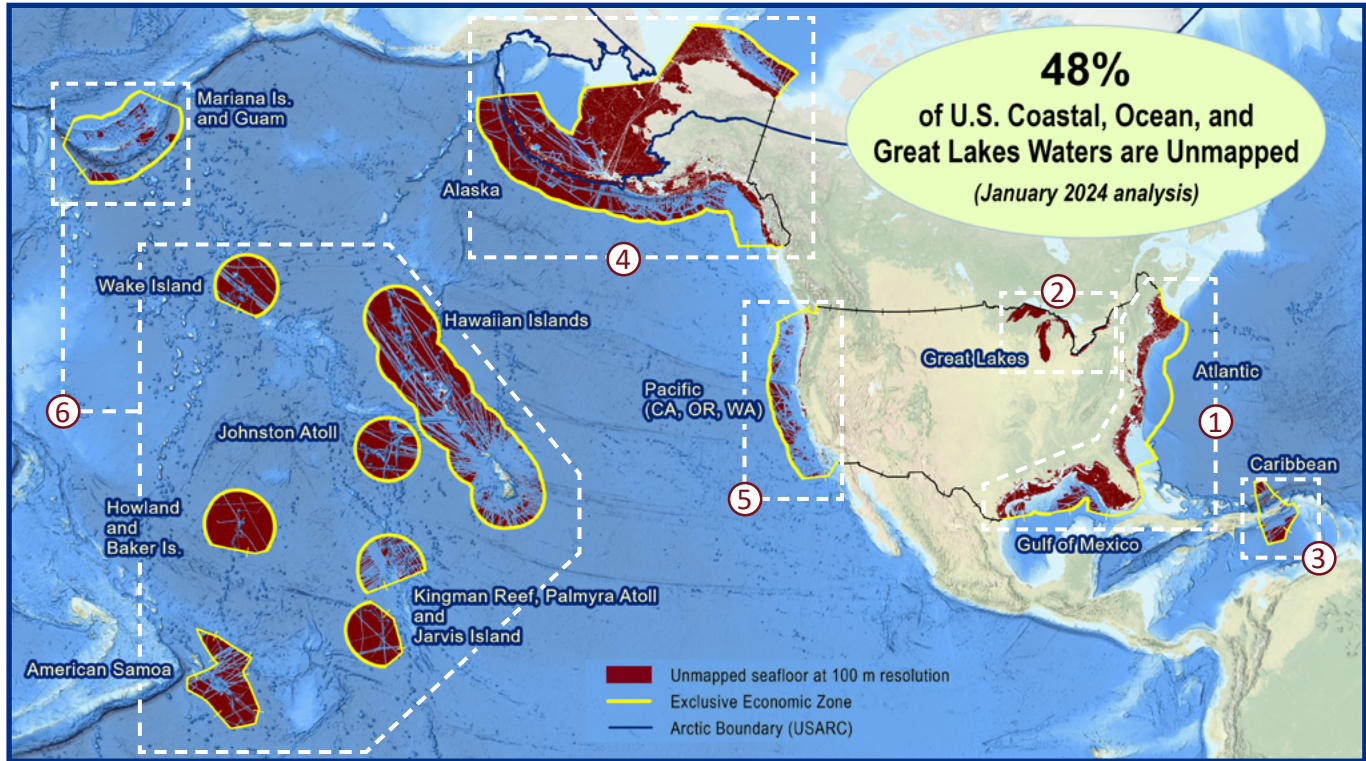 48%
of U.S. Coastal, Ocean, and
Great Lakes Waters are Unmapped
(January 2024 analysis)
Mariana Is.
and Guam
Alaska
4
Wake Island
Hawaiian Islands
2
Great Lakes
Pacific
(CA, OR, WA)
Atlantic
6
1
Johnston Atoll
Caribbean
5
Howland
and
Baker Is.
Gulf of Mexico
3
Kingman Reef, Palmyra Atoll
and
Jarvis Island
American Samoa
Unmapped seafloor at 100 m resolution
Exclusive Economic Zone
Arctic Boundary (USARC)